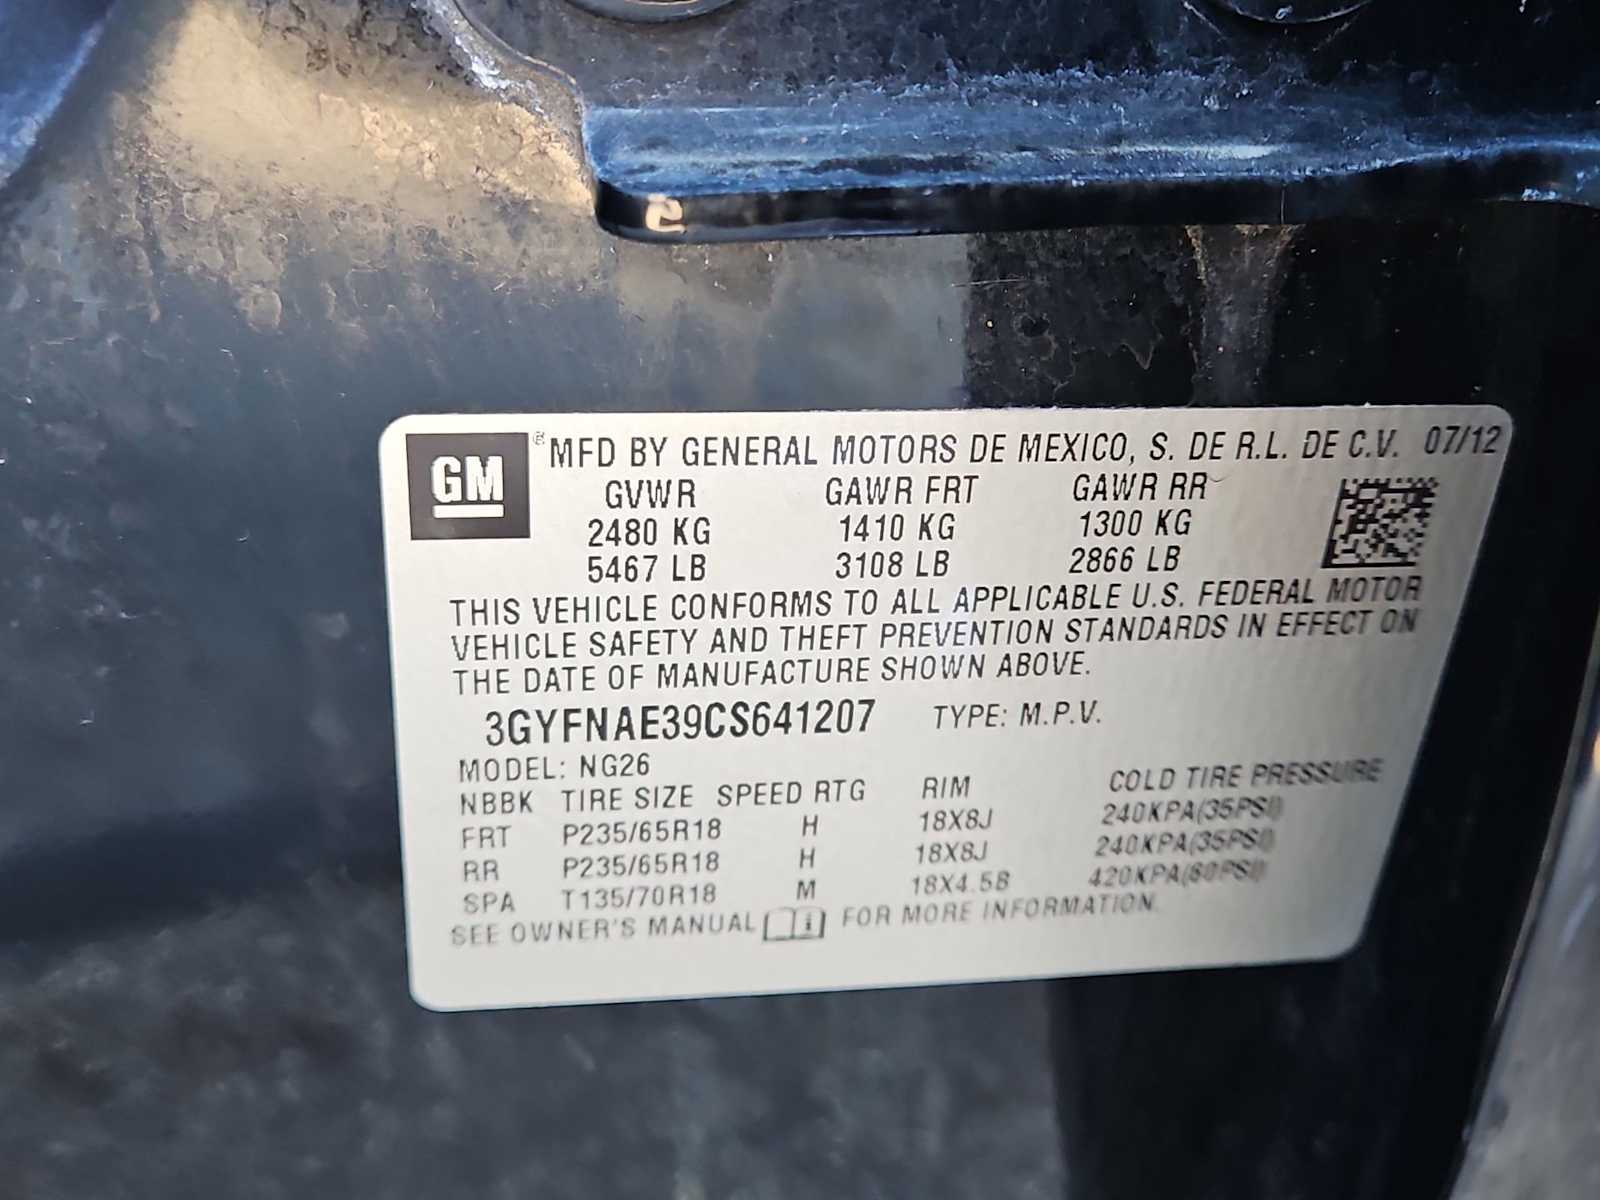 GM ® MFD BY GENERAL MOTORS DE MEXICO, S. DE R.L. DE C.V. 07/12
GVWR GAWR FRT GAWR RR
2480 KG 1410 KG 1300 KG
5467 LB 3108 LB 2866 LB
THIS VEHICLE CONFORMS TO ALL APPLICABLE U.S. FEDERAL MOTOR
VEHICLE SAFETY AND THEFT PREVENTION STANDARDS IN EFFECT ON
THE DATE OF MANUFACTURE SHOWN ABOVE.
3GYFNAE39CS641207 TYPE: M.P.V.
MODEL: NG26
NBBK TIRE SIZE SPEED RTG RIM COLD TIRE PRESSURE
FRT P235/65R18 H 18X8J 240KPA(35PSI)
RR P235/65R18 H 18X8J 240KPA(35PSI)
SPA T135/70R18 M 18X4.5B 420KPA(60PSI)
SEE OWNER'S MANUAL i FOR MORE INFORMATION.